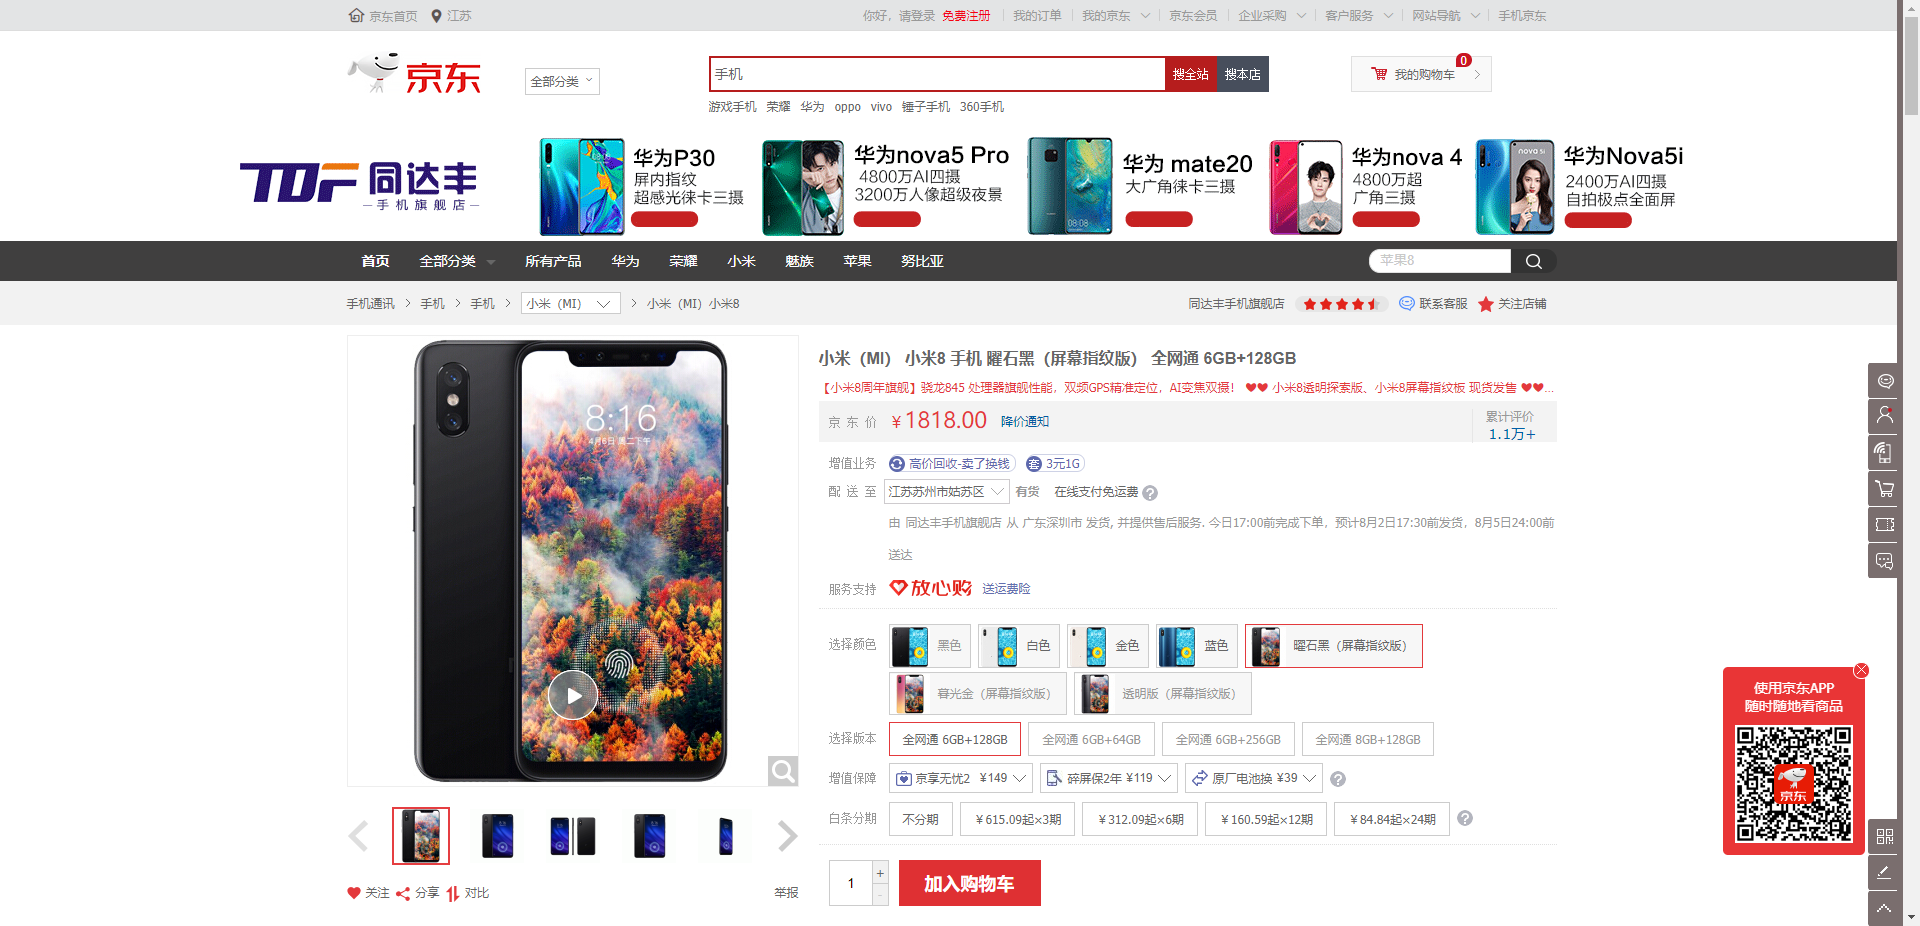 京东首页 江苏 你好，请登录 免费注册 我的订单 我的京东 京东会员 企业采购 客户服务 网站导航 手机京东
京东 全部分类 手机 搜全站 搜本店 我的购物车 0
游戏手机 荣耀 华为 oppo vivo 锤子手机 360手机
TDF 同达丰
手机旗舰店
华为P30
屏内指纹
超感光徕卡三摄
华为nova5 Pro
4800万AI四摄
3200万人像超级夜景
华为 mate20
大广角徕卡三摄
08:08
华为nova 4
4800万超
广角三摄
nova 5i
华为Nova5i
2400万AI四摄
自拍极点全面屏
首页 全部分类 所有产品 华为 荣耀 小米 魅族 苹果 努比亚 苹果8
手机通讯 > 手机 > 手机 > 小米（MI） > 小米（MI）小米8 同达丰手机旗舰店 联系客服 关注店铺
8:16
4月6日 周二下午
小米（MI） 小米8 手机 曜石黑（屏幕指纹版） 全网通 6GB+128GB
【小米8周年旗舰】骁龙845 处理器旗舰性能，双频GPS精准定位，AI变焦双摄！ ❤❤ 小米8透明探索版、小米8屏幕指纹板 现货发售 ❤❤...
京东价 ￥1818.00 降价通知 累计评价
1.1万+
增值业务 高价回收-卖了换钱 套 3元1G
配送至 江苏苏州市姑苏区 有货 在线支付免运费 ?
由 同达丰手机旗舰店 从 广东深圳市 发货, 并提供售后服务. 今日17:00前完成下单，预计8月2日17:30前发货，8月5日24:00前
送达
服务支持 放心购 送运费险
选择颜色 黑色 白色 金色 蓝色 曜石黑（屏幕指纹版）
暮光金（屏幕指纹版） 透明版（屏幕指纹版）
选择版本 全网通 6GB+128GB 全网通 6GB+64GB 全网通 6GB+256GB 全网通 8GB+128GB
增值保障 京享无忧2 ¥149 碎屏保2年 ¥119 原厂电池换 ¥39 ?
白条分期 不分期 ￥615.09起×3期 ￥312.09起×6期 ￥160.59起×12期 ￥84.84起×24期 ?
1 + - 加入购物车
关注 分享 对比 举报
使用京东APP
随时随地看商品
京东